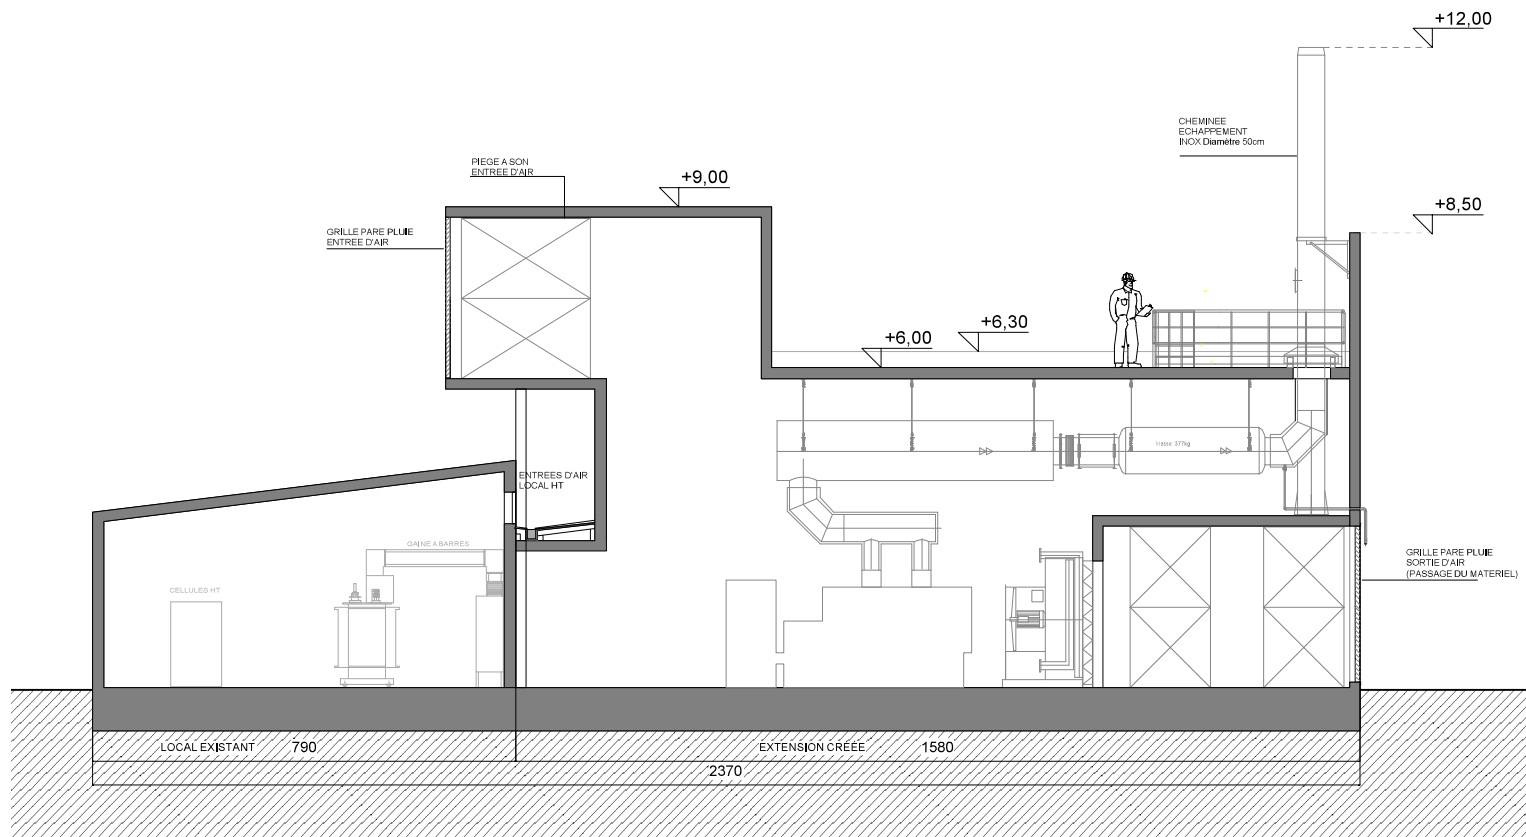 +12,00
CHEMINEE
ECHAPPEMENT
INOX Diamètre 50cm
PIEGE A SON
ENTREE D'AIR
+9,00
+8,50
GRILLE PARE PLUIE
ENTREE D'AIR
+6,30
+6,00
Masse: 377kg
ENTREES D'AIR
LOCAL HT
GAINE A BARRES
GRILLE PARE PLUIE
SORTIE D'AIR
(PASSAGE DU MATERIEL)
CELLULES HT
LOCAL EXISTANT 790
EXTENSION CRÉÉE 1580
2370